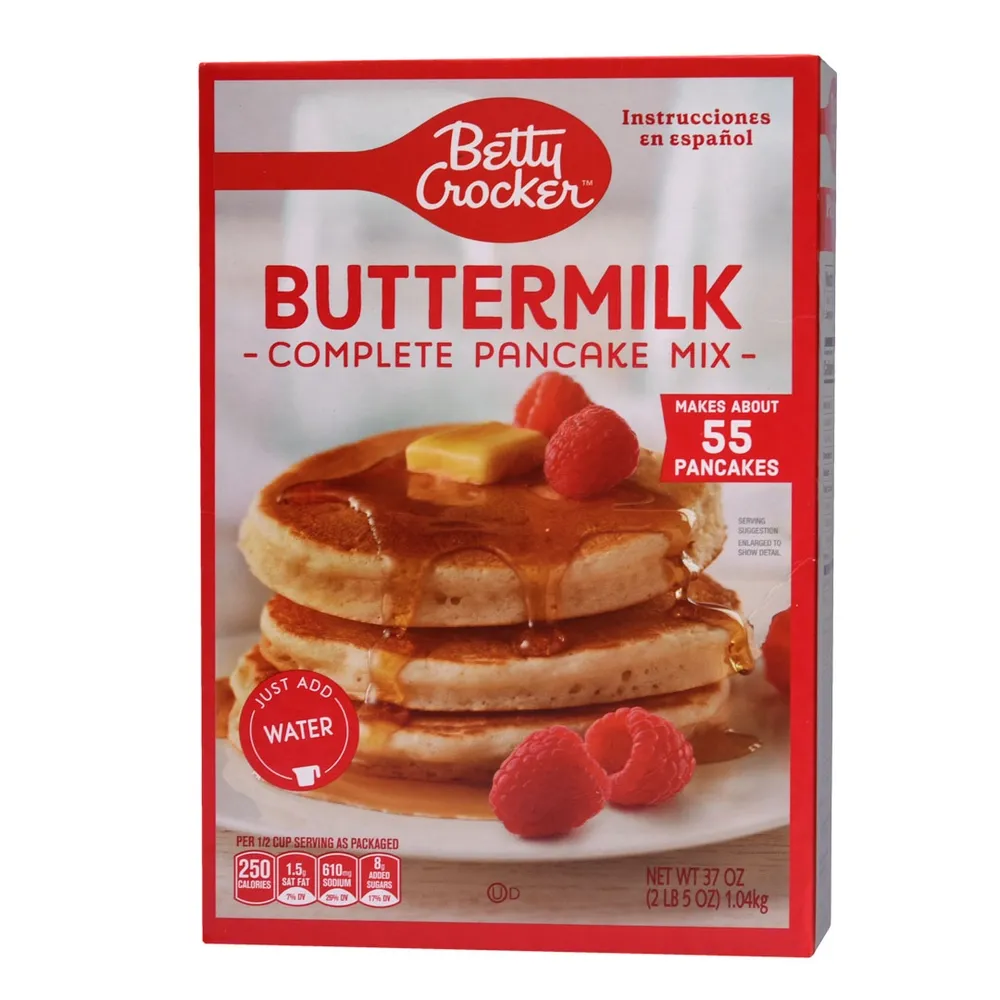 Betty
Crocker™
Instrucciones
en español
BUTTERMILK
- COMPLETE PANCAKE MIX -
MAKES ABOUT
55
PANCAKES
SERVING
SUGGESTION
ENLARGED TO
SHOW DETAIL
JUST ADD
WATER
PER 1/2 CUP SERVING AS PACKAGED
250
CALORIES
1.5g
SAT FAT
7% DV
610mg
SODIUM
26% DV
8g
ADDED
SUGARS
17% DV
U D
NET WT 37 OZ
(2 LB 5 OZ) 1.04kg